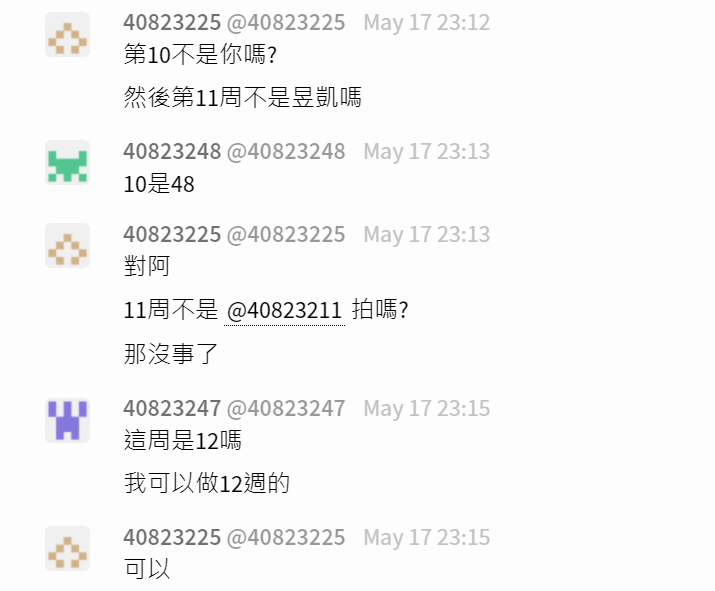 40823225 @40823225 May 17 23:12
第10不是你嗎?
然後第11周不是昱凱嗎
40823248 @40823248 May 17 23:13
10是48
40823225 @40823225 May 17 23:13
對阿
11周不是 @40823211 拍嗎?
那沒事了
40823247 @40823247 May 17 23:15
這周是12嗎
我可以做12週的
40823225 @40823225 May 17 23:15
可以